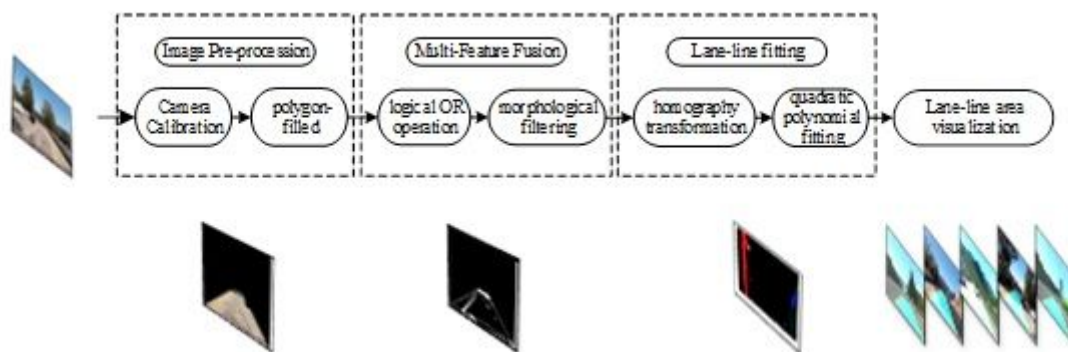 Image Pre-procession
Multi-Feature Fusion
Lane-line fitting
Camera
Calibration
polygon-
filled
logical OR
operation
morphological
filtering
homography
transformation
quadratic
polynomial
fitting
Lane-line area
visualization